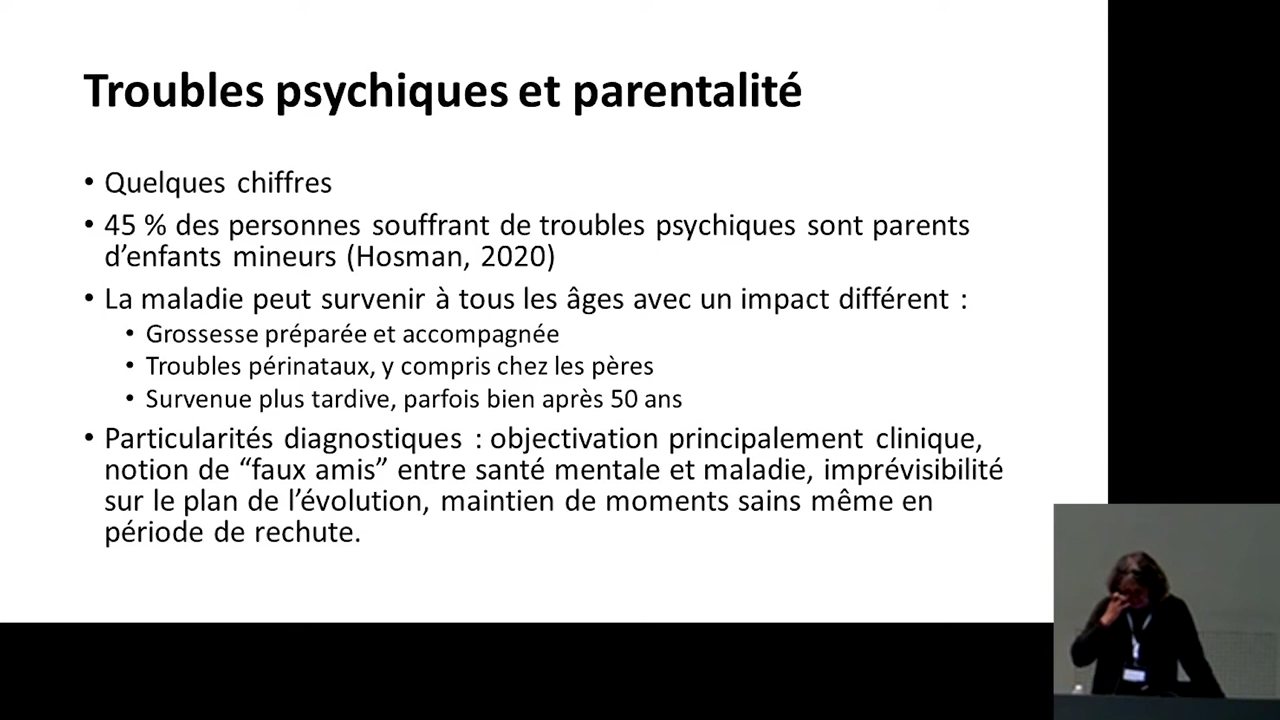 Troubles psychiques et parentalité
• Quelques chiffres
• 45 % des personnes souffrant de troubles psychiques sont parents
d’enfants mineurs (Hosman, 2020)
• La maladie peut survenir à tous les âges avec un impact différent :
• Grossesse préparée et accompagnée
• Troubles périnataux, y compris chez les pères
• Survenue plus tardive, parfois bien après 50 ans
• Particularités diagnostiques : objectivation principalement clinique,
notion de “faux amis” entre santé mentale et maladie, imprévisibilité
sur le plan de l’évolution, maintien de moments sains même en
période de rechute.